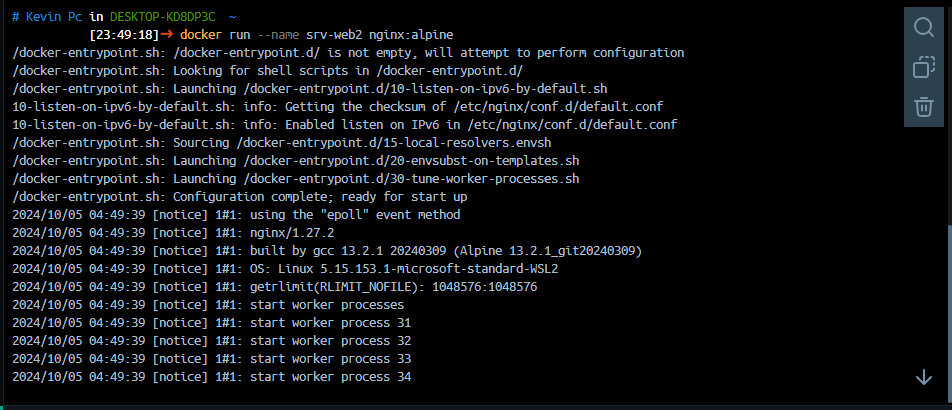 # Kevin Pc in DESKTOP-KD8DP3C ~
[23:49:18]→ docker run --name srv-web2 nginx:alpine
/docker-entrypoint.sh: /docker-entrypoint.d/ is not empty, will attempt to perform configuration
/docker-entrypoint.sh: Looking for shell scripts in /docker-entrypoint.d/
/docker-entrypoint.sh: Launching /docker-entrypoint.d/10-listen-on-ipv6-by-default.sh
10-listen-on-ipv6-by-default.sh: info: Getting the checksum of /etc/nginx/conf.d/default.conf
10-listen-on-ipv6-by-default.sh: info: Enabled listen on IPv6 in /etc/nginx/conf.d/default.conf
/docker-entrypoint.sh: Sourcing /docker-entrypoint.d/15-local-resolvers.envsh
/docker-entrypoint.sh: Launching /docker-entrypoint.d/20-envsubst-on-templates.sh
/docker-entrypoint.sh: Launching /docker-entrypoint.d/30-tune-worker-processes.sh
/docker-entrypoint.sh: Configuration complete; ready for start up
2024/10/05 04:49:39 [notice] 1#1: using the "epoll" event method
2024/10/05 04:49:39 [notice] 1#1: nginx/1.27.2
2024/10/05 04:49:39 [notice] 1#1: built by gcc 13.2.1 20240309 (Alpine 13.2.1_git20240309)
2024/10/05 04:49:39 [notice] 1#1: OS: Linux 5.15.153.1-microsoft-standard-WSL2
2024/10/05 04:49:39 [notice] 1#1: getrlimit(RLIMIT_NOFILE): 1048576:1048576
2024/10/05 04:49:39 [notice] 1#1: start worker processes
2024/10/05 04:49:39 [notice] 1#1: start worker process 31
2024/10/05 04:49:39 [notice] 1#1: start worker process 32
2024/10/05 04:49:39 [notice] 1#1: start worker process 33
2024/10/05 04:49:39 [notice] 1#1: start worker process 34